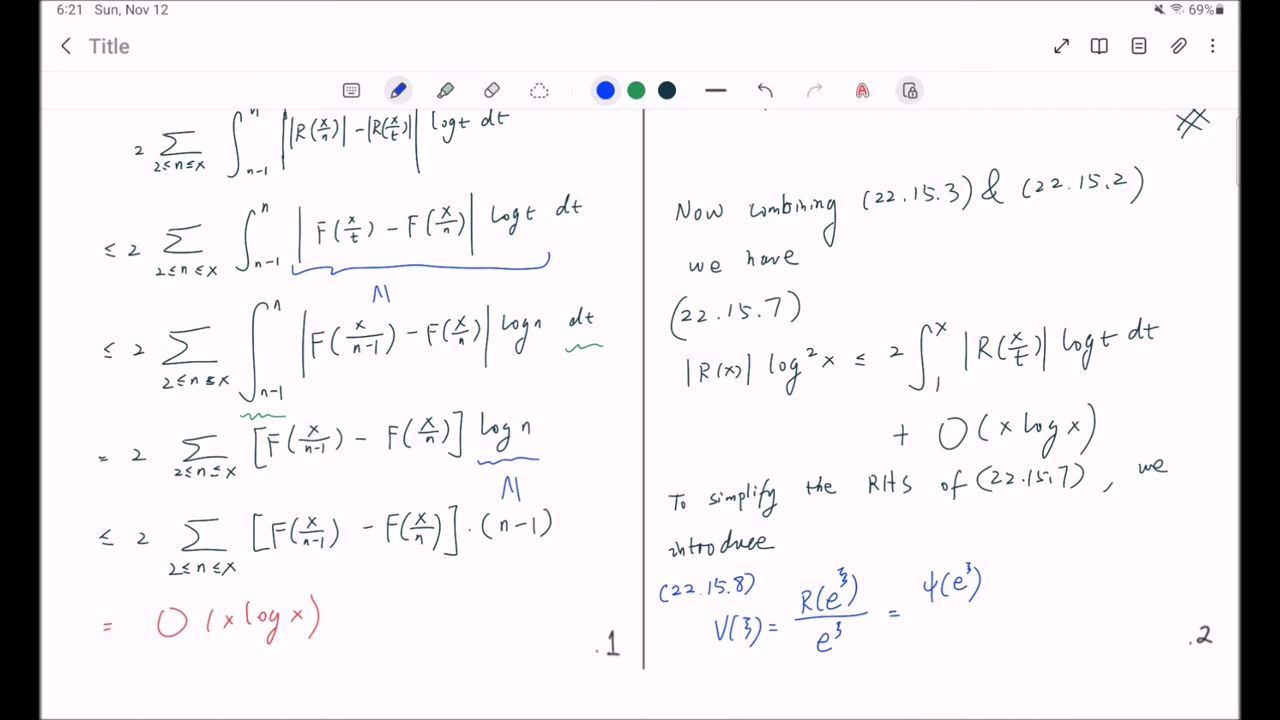 6:21 Sun, Nov 12
69%
Title
2 Σ_{2≤n≤x} ∫_{n-1}^{n} | |R(x/n)| - |R(x/t)| | log t dt
≤ 2 Σ_{2≤n≤x} ∫_{n-1}^{n} | F(x/t) - F(x/n) | log t dt
≤ 2 Σ_{2≤n≤x} ∫_{n-1}^{n} | F(x/(n-1)) - F(x/n) | log n dt
= 2 Σ_{2≤n≤x} [F(x/(n-1)) - F(x/n)] log n
≤ 2 Σ_{2≤n≤x} [F(x/(n-1)) - F(x/n)] · (n-1)
= O(x log x)
.1
Now combining (22.15.3) & (22.15.2)
we have
(22.15.7)
|R(x)| log²x ≤ 2 ∫_{1}^{x} |R(x/t)| log t dt
+ O(x log x)
To simplify the RHS of (22.15.7), we
introduce
(22.15.8)
V(ξ) = R(e^ξ)/e^ξ = ψ(e^ξ)
.2